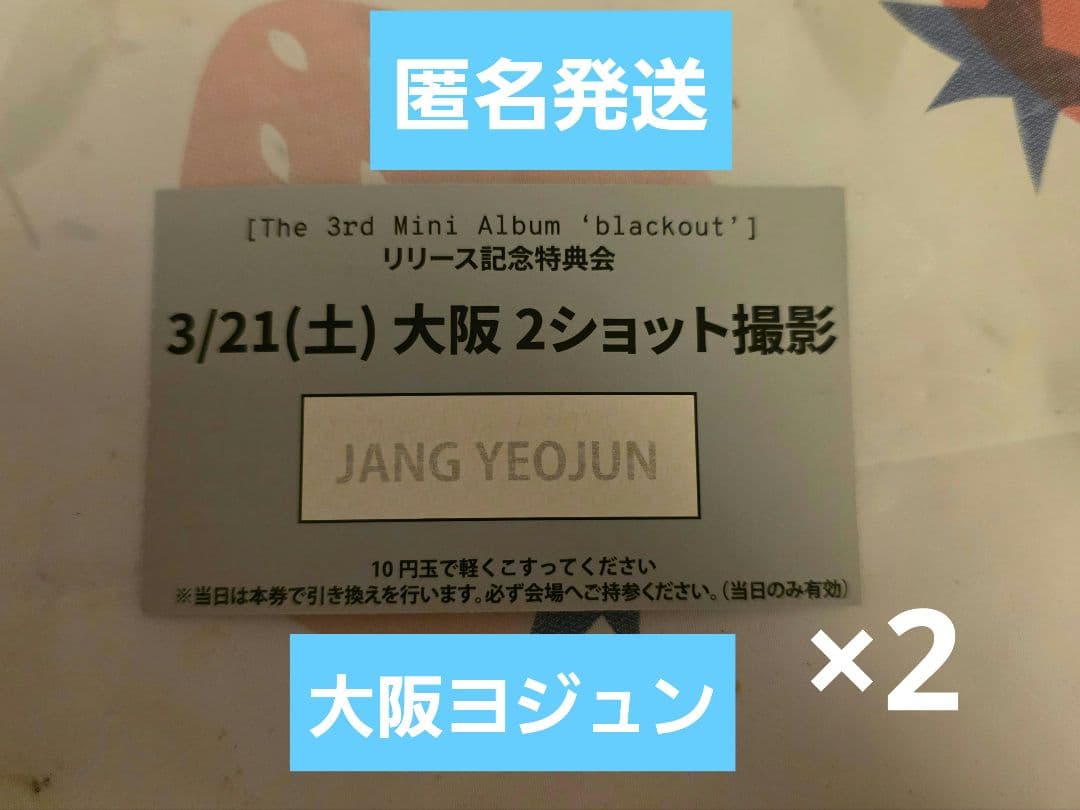 匿名発送
[The 3rd Mini Album ‘blackout’]
リリース記念特典会
3/21(土) 大阪 2ショット撮影
JANG YEOJUN
10 円玉で軽くこすってください
※当日は本券で引き換えを行います。必ず会場へご持参ください。(当日のみ有効)
×2
大阪ヨジュン